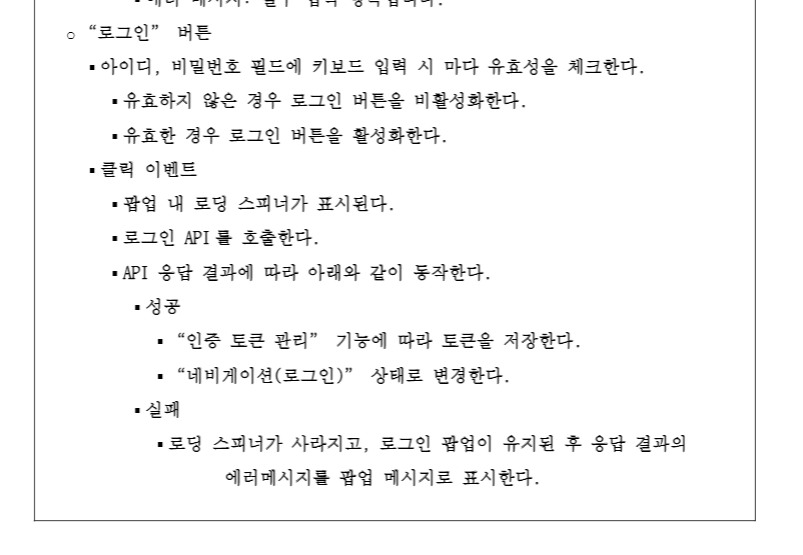 ○ “로그인” 버튼
▪ 아이디, 비밀번호 필드에 키보드 입력 시 마다 유효성을 체크한다.
▪ 유효하지 않은 경우 로그인 버튼을 비활성화한다.
▪ 유효한 경우 로그인 버튼을 활성화한다.
▪ 클릭 이벤트
▪ 팝업 내 로딩 스피너가 표시된다.
▪ 로그인 API를 호출한다.
▪ API 응답 결과에 따라 아래와 같이 동작한다.
▪ 성공
▪ “인증 토큰 관리” 기능에 따라 토큰을 저장한다.
▪ “네비게이션(로그인)” 상태로 변경한다.
▪ 실패
▪ 로딩 스피너가 사라지고, 로그인 팝업이 유지된 후 응답 결과의
에러메시지를 팝업 메시지로 표시한다.